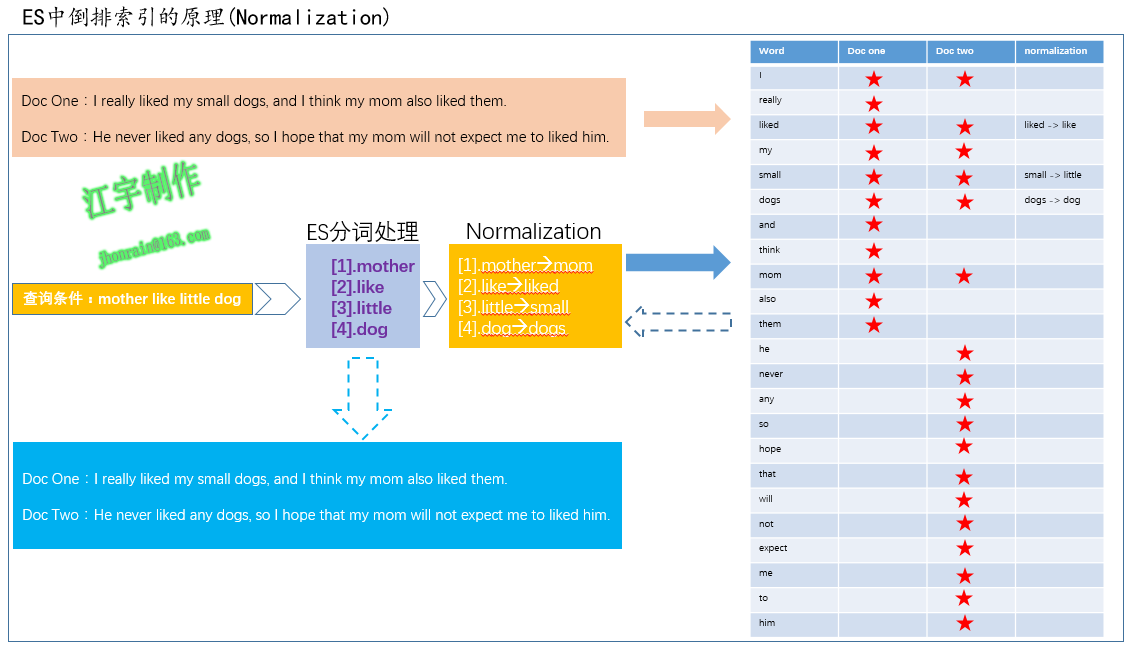 ES中倒排索引的原理(Normalization)
Doc One：I really liked my small dogs, and I think my mom also liked them.
Doc Two：He never liked any dogs, so I hope that my mom will not expect me to liked him.
江宇制作
jhonrain@163.com
查询条件：mother like little dog
ES分词处理
[1].mother
[2].like
[3].little
[4].dog
Normalization
[1].mother→mom
[2].like→liked
[3].little→small
[4].dog→dogs
Doc One：I really liked my small dogs, and I think my mom also liked them.
Doc Two：He never liked any dogs, so I hope that my mom will not expect me to liked him.
Word Doc one Doc two normalization
I ★ ★
really ★
liked ★ ★ liked -> like
my ★ ★
small ★ ★ small -> little
dogs ★ ★ dogs -> dog
and ★
think ★
mom ★ ★
also ★
them ★
he ★
never ★
any ★
so ★
hope ★
that ★
will ★
not ★
expect ★
me ★
to ★
him ★